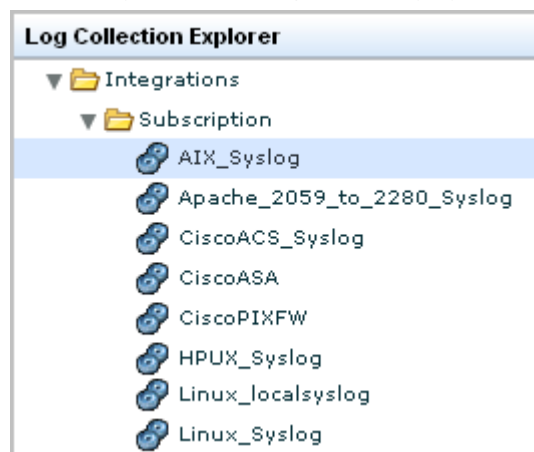 Log Collection Explorer
Integrations
Subscription
AIX_Syslog
Apache_2059_to_2280_Syslog
CiscoACS_Syslog
CiscoASA
CiscoPIXFW
HPUX_Syslog
Linux_localsyslog
Linux_Syslog